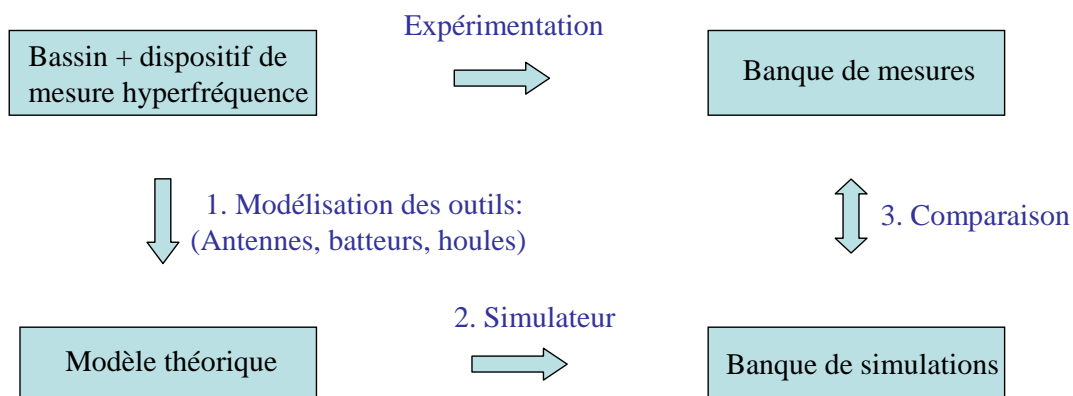 Expérimentation
Bassin + dispositif de
mesure hyperfréquence
Banque de mesures
1. Modélisation des outils:
(Antennes, batteurs, houles)
3. Comparaison
2. Simulateur
Modèle théorique
Banque de simulations